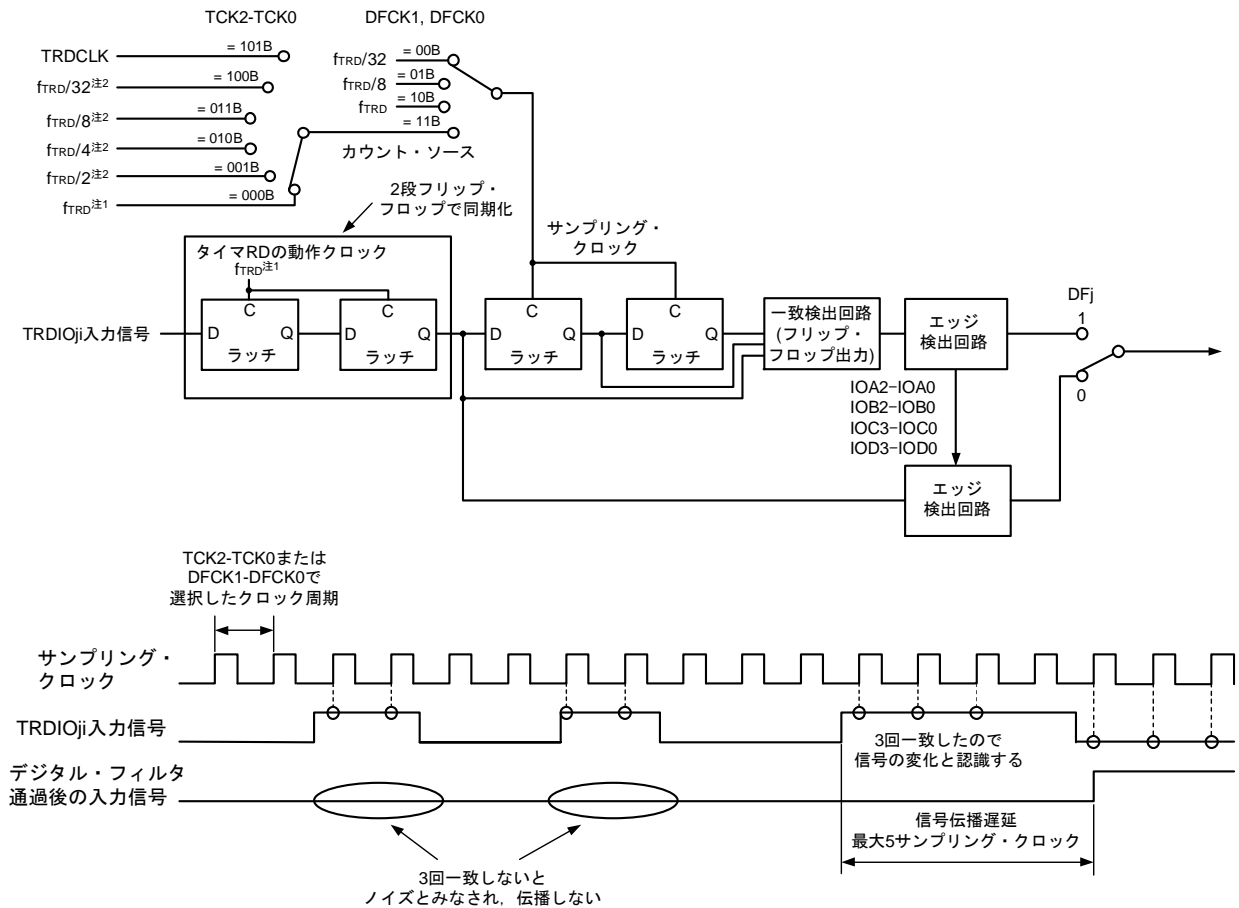 TCK2-TCK0
DFCK1, DFCK0
TRDCLK
= 101B
fTRD/32注2
= 100B
fTRD/8注2
= 011B
fTRD/4注2
= 010B
fTRD/2注2
= 001B
fTRD注1
= 000B
fTRD/32
= 00B
fTRD/8
= 01B
fTRD
= 10B
= 11B
カウント・ソース
2段フリップ・
フロップで同期化
サンプリング・
クロック
タイマRDの動作クロック
fTRD注1
TRDIOji入力信号
D
C
Q
ラッチ
D
C
Q
ラッチ
D
C
Q
ラッチ
D
C
Q
ラッチ
一致検出回路
(フリップ・
フロップ出力)
エッジ
検出回路
DFj
1
0
IOA2−IOA0
IOB2−IOB0
IOC3−IOC0
IOD3−IOD0
エッジ
検出回路
TCK2-TCK0または
DFCK1-DFCK0で
選択したクロック周期
サンプリング・
クロック
TRDIOji入力信号
3回一致したので
信号の変化と認識する
デジタル・フィルタ
通過後の入力信号
信号伝播遅延
最大5サンプリング・クロック
3回一致しないと
ノイズとみなされ，伝播しない